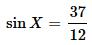 sin X = 37/12